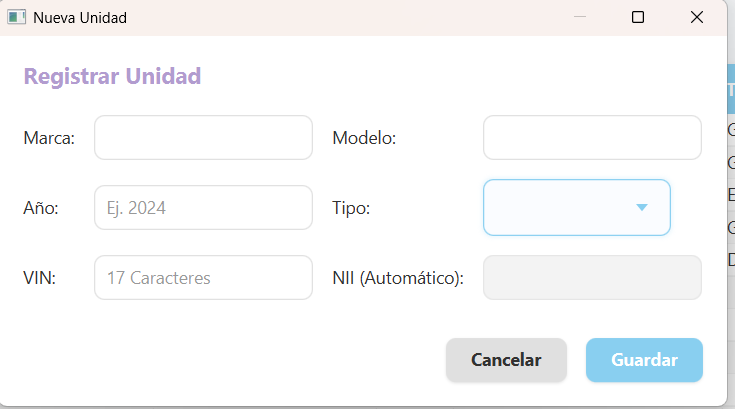 Nueva Unidad
Registrar Unidad
Marca: Modelo:
Año: Ej. 2024 Tipo:
VIN: 17 Caracteres NII (Automático):
Cancelar Guardar